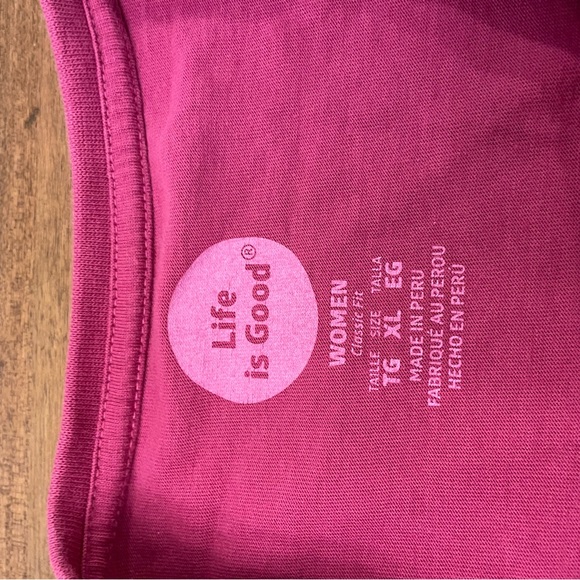 Life
is Good®
WOMEN
Classic Fit
TAILLE SIZE TALLA
TG XL EG
MADE IN PERU
FABRIQUÉ AU PEROU
HECHO EN PERÚ